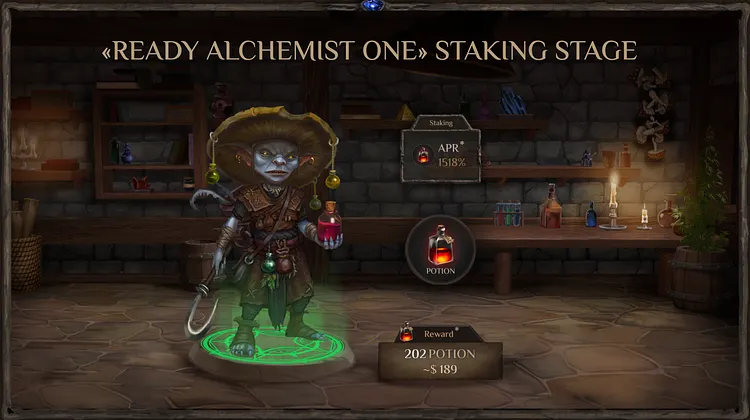 «READY ALCHEMIST ONE» STAKING STAGE
Staking
APR*
1518%
POTION
Reward*
202 POTION
~$ 189